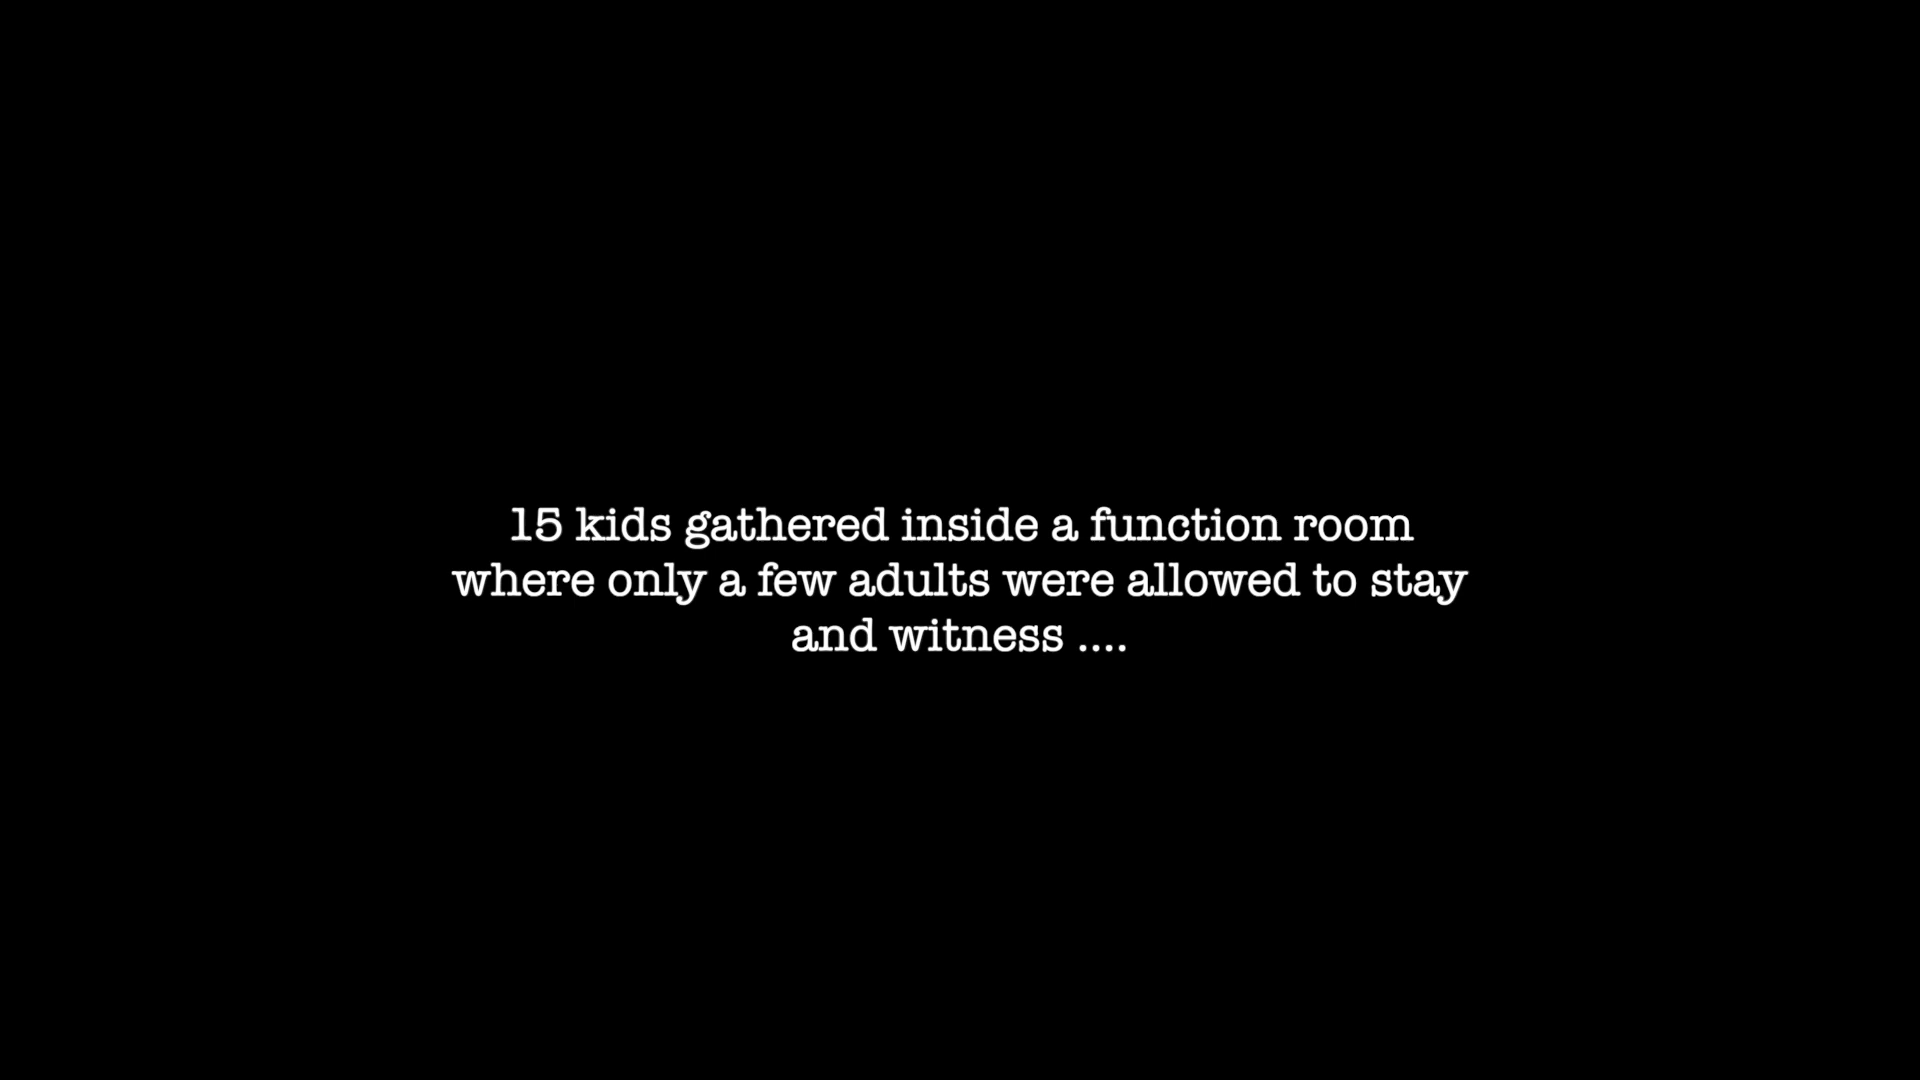 15 kids gathered inside a function room
where only a few adults were allowed to stay
and witness ....